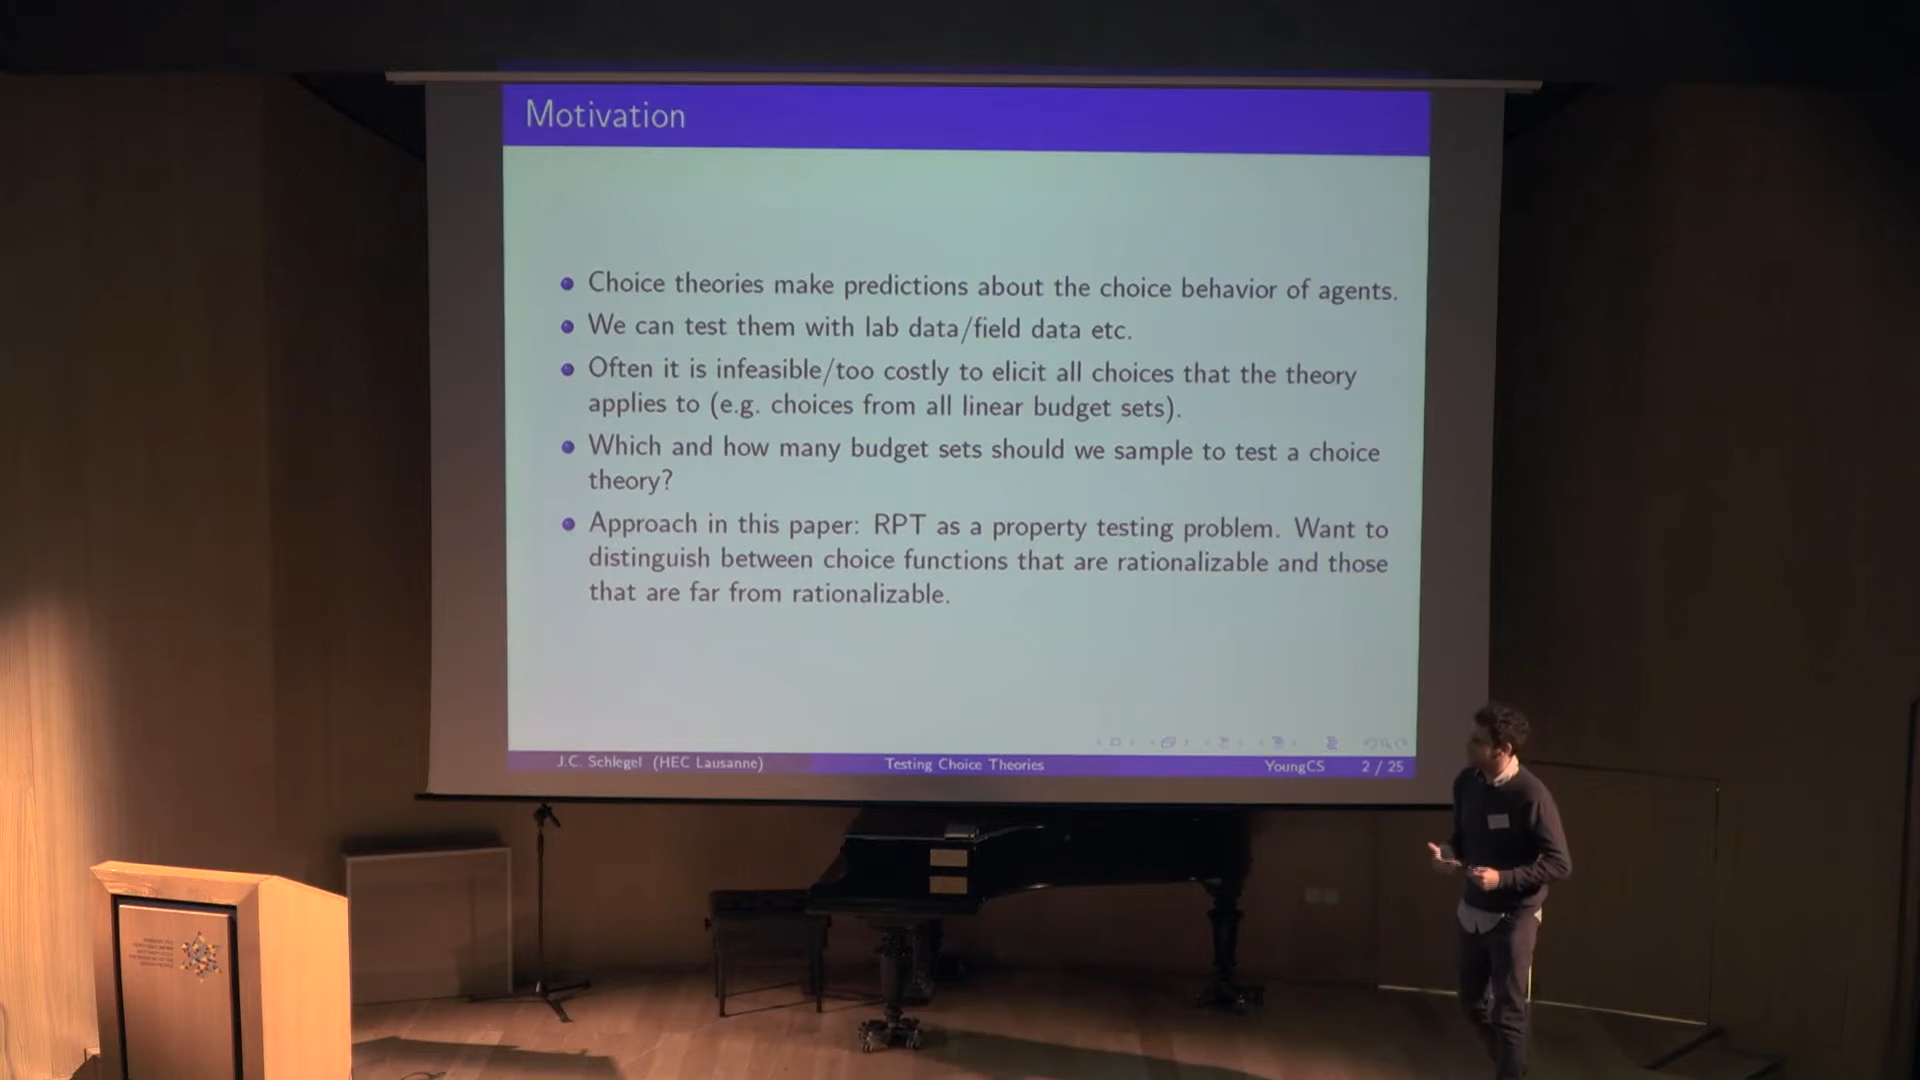 Motivation
Choice theories make predictions about the choice behavior of agents.
We can test them with lab data/field data etc.
Often it is infeasible/too costly to elicit all choices that the theory
applies to (e.g. choices from all linear budget sets).
Which and how many budget sets should we sample to test a choice
theory?
Approach in this paper: RPT as a property testing problem. Want to
distinguish between choice functions that are rationalizable and those
that are far from rationalizable.
J.C. Schlegel (HEC Lausanne) Testing Choice Theories YoungCS 2 / 25